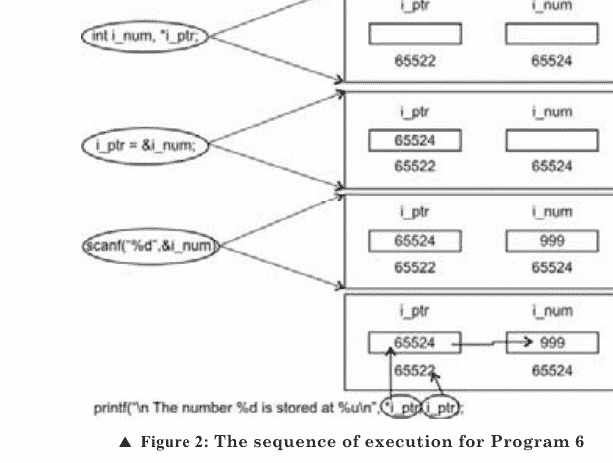 i_ptr i_num
int i_num, *i_ptr;
65522 65524
i_ptr i_num
i_ptr = &i_num; 65524
65522 65524
i_ptr i_num
scanf("%d",&i_num) 65524 999
65522 65524
i_ptr i_num
65524 999
65522 65524
printf("\n The number %d is stored at %u\n", *i_ptr, i_ptr);
▲ Figure 2: The sequence of execution for Program 6